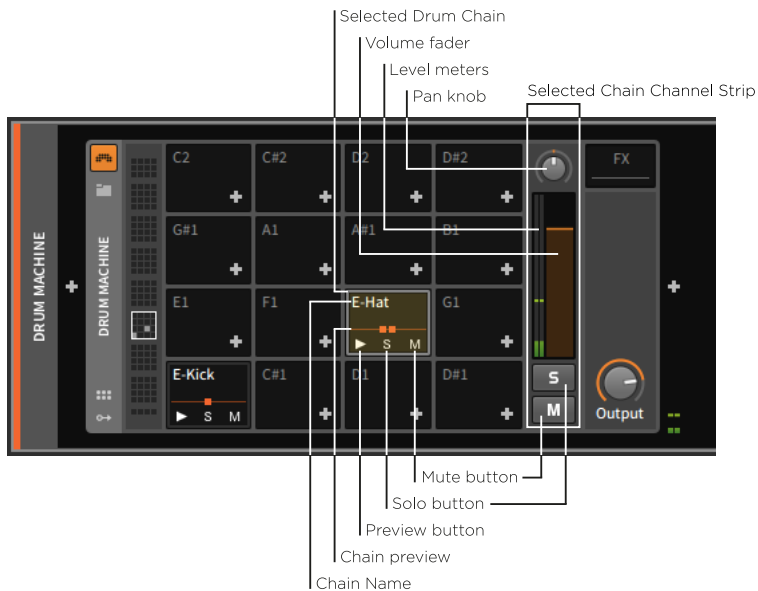 Selected Drum Chain
Volume fader
Level meters
Pan knob
Selected Chain Channel Strip
DRUM MACHINE
DRUM MACHINE
C2
C#2
D2
D#2
FX
G#1
A1
A#1
B1
E1
F1
E-Hat
G1
S M
E-Kick
C#1
D1
D#1
S M
S
M
Output
Mute button
Solo button
Preview button
Chain preview
Chain Name